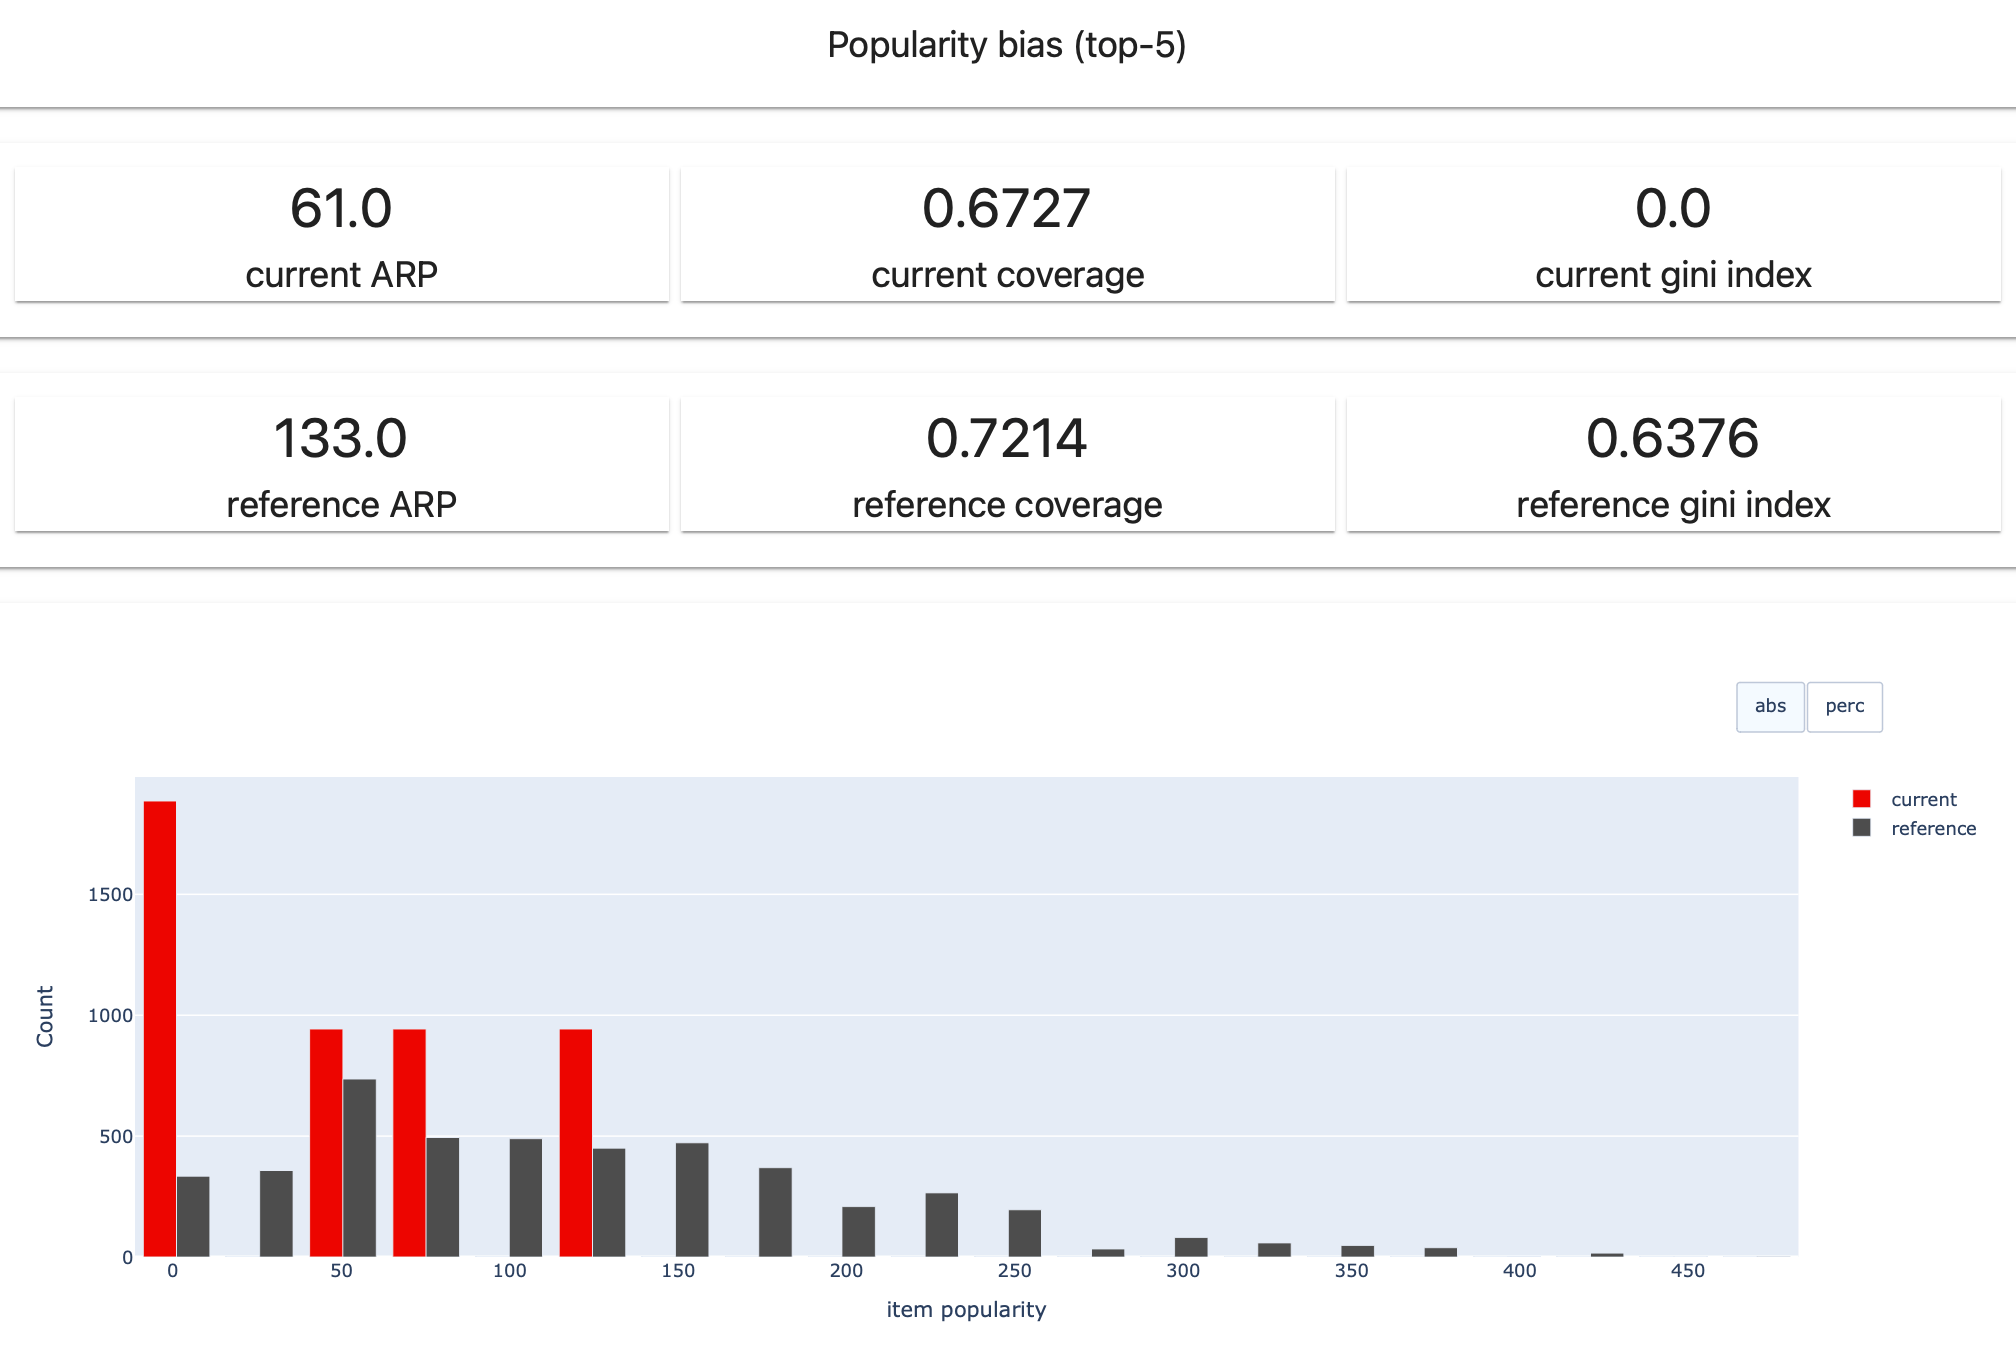 Popularity bias (top-5)
61.0
current ARP
0.6727
current coverage
0.0
current gini index
133.0
reference ARP
0.7214
reference coverage
0.6376
reference gini index
abs
perc
current
reference
1500
1000
500
0
Count
0 50 100 150 200 250 300 350 400 450
item popularity